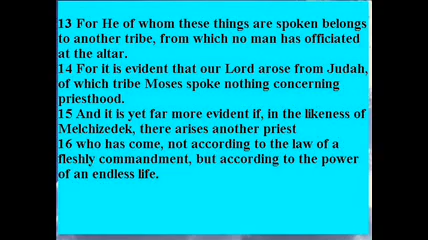 13 For He of whom these things are spoken belongs
to another tribe, from which no man has officiated
at the altar.
14 For it is evident that our Lord arose from Judah,
of which tribe Moses spoke nothing concerning
priesthood.
15 And it is yet far more evident if, in the likeness of
Melchizedek, there arises another priest
16 who has come, not according to the law of a
fleshly commandment, but according to the power
of an endless life.